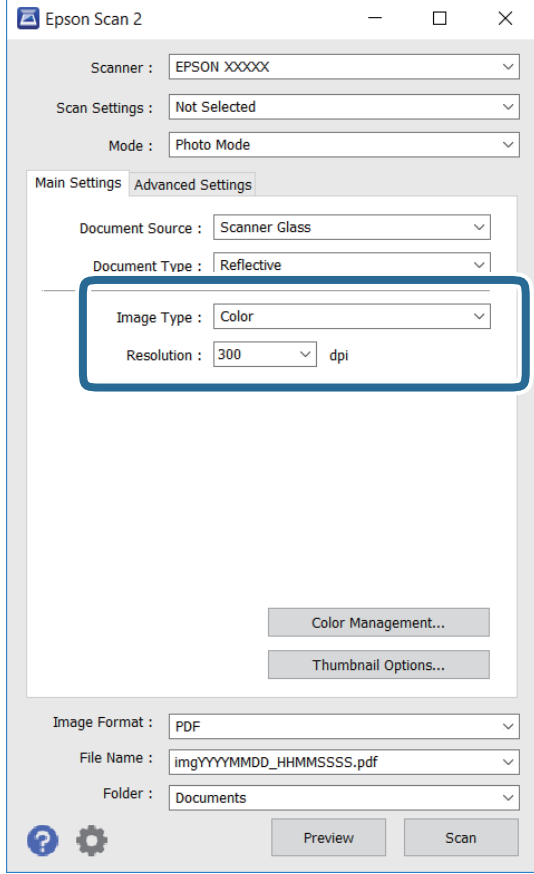 Epson Scan 2
Scanner : EPSON XXXXX
Scan Settings : Not Selected
Mode : Photo Mode
Main Settings Advanced Settings
Document Source : Scanner Glass
Document Type : Reflective
Image Type : Color
Resolution : 300 dpi
Color Management...
Thumbnail Options...
Image Format : PDF
File Name : imgYYYYMMDD_HHMMSSSS.pdf
Folder : Documents
? Preview Scan